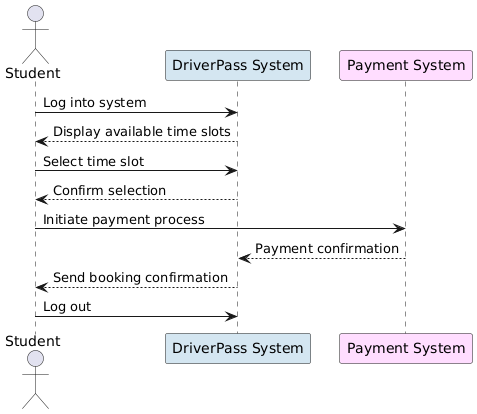 Student
DriverPass System
Payment System
Log into system
Display available time slots
Select time slot
Confirm selection
Initiate payment process
Payment confirmation
Send booking confirmation
Log out
Student
DriverPass System
Payment System